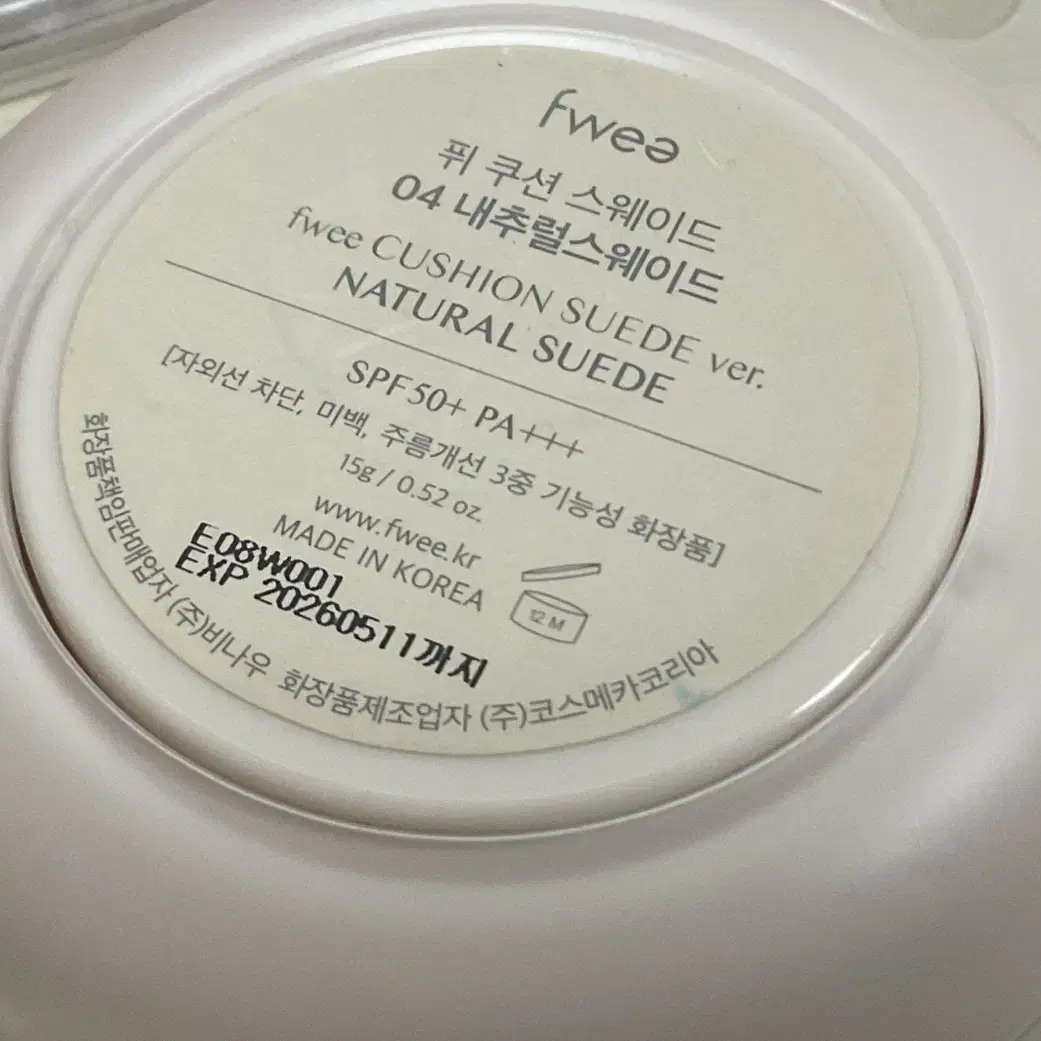 fwee
퓌 쿠션 스웨이드
04 내추럴스웨이드
fwee CUSHION SUEDE ver.
NATURAL SUEDE
SPF 50+ PA+++
[자외선 차단, 미백, 주름개선 3중 기능성 화장품]
15g / 0.52 oz.
www.fwee.kr
MADE IN KOREA
12 M
E08W001
EXP 20260511까지
화장품책임판매업자 (주)비나우 화장품제조업자 (주)코스메카코리아